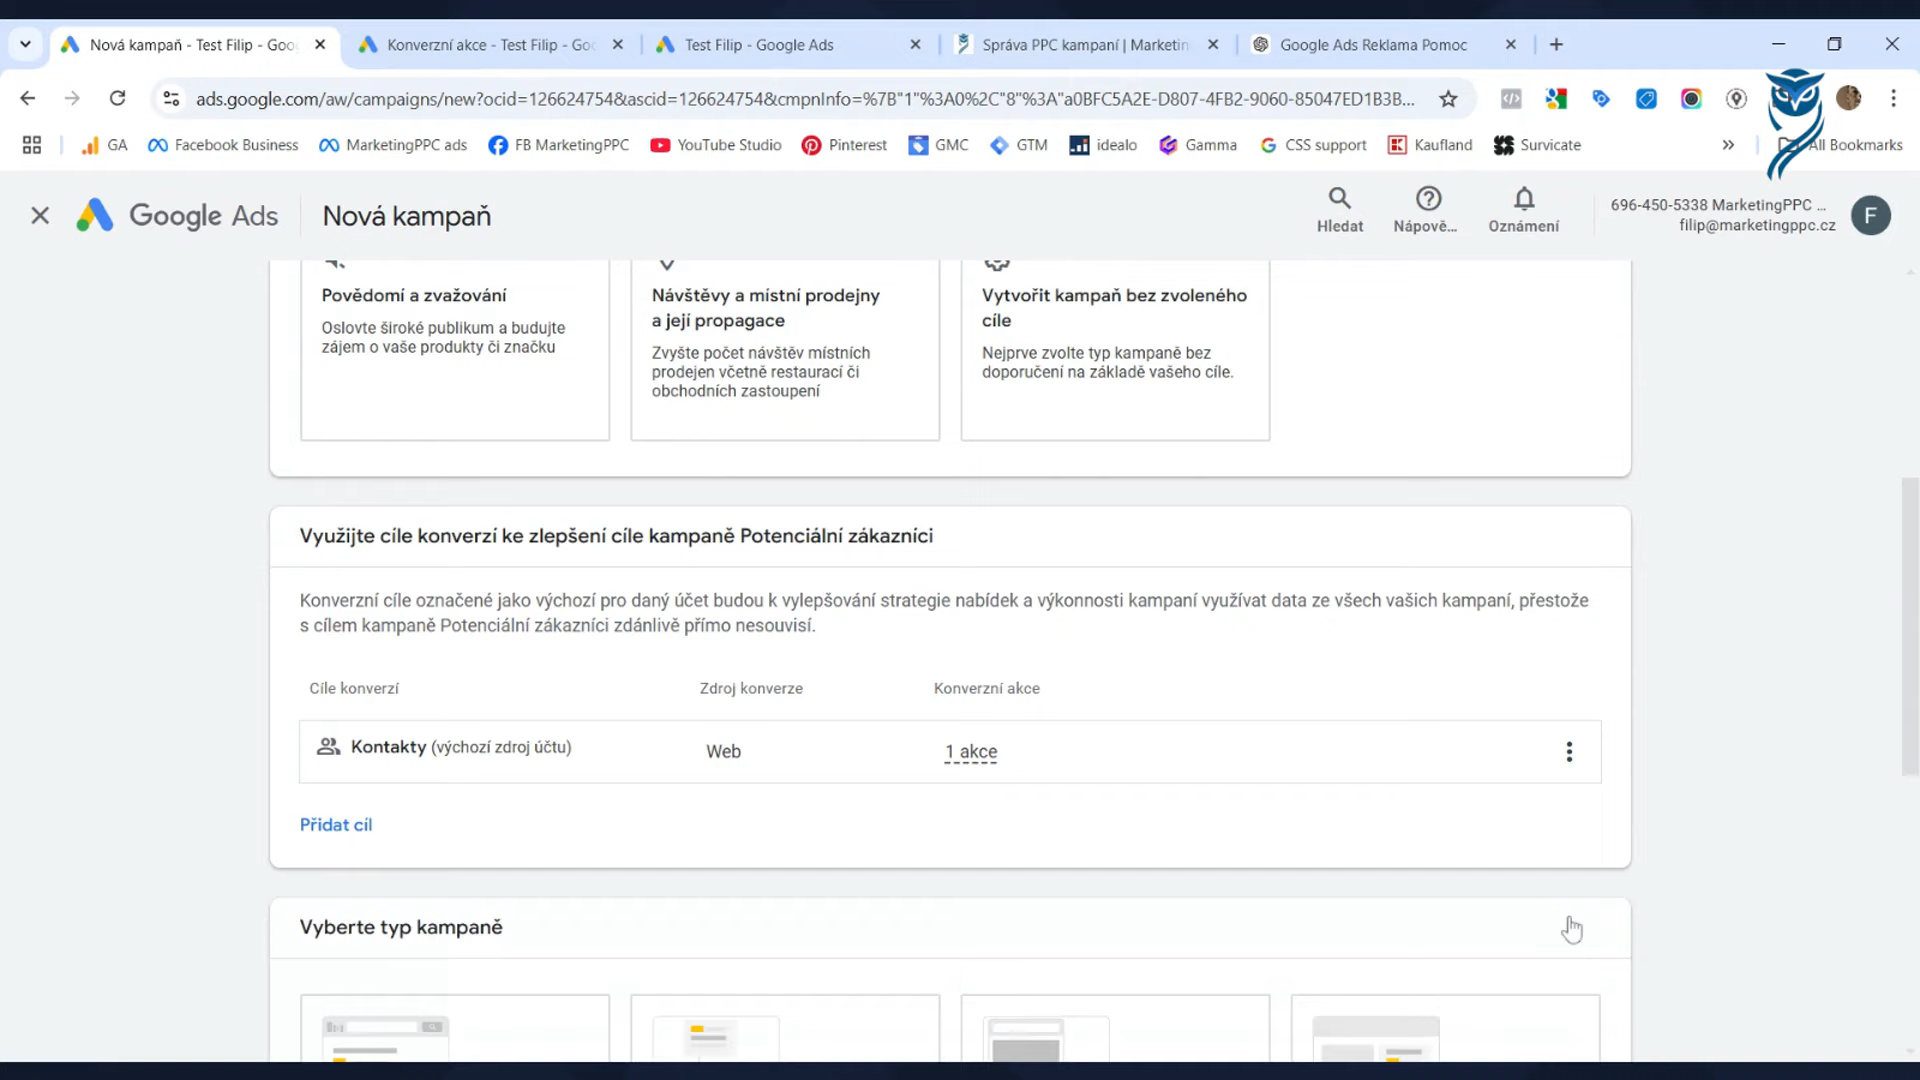 Nová kampaň - Test Filip - Goo
Konverzní akce - Test Filip - Goo
Test Filip - Google Ads
Správa PPC kampaní | Marketin
Google Ads Reklama Pomoc
ads.google.com/aw/campaigns/new?ocid=126624754&ascid=126624754&cmpnInfo=%7B"1"%3A0%2C"8"%3A"a0BFC5A2E-D807-4FB2-9060-85047ED1B3B...
GA
Facebook Business
MarketingPPC ads
FB MarketingPPC
YouTube Studio
Pinterest
GMC
GTM
idealo
Gamma
CSS support
Kaufland
Survicate
All Bookmarks
Google Ads
Nová kampaň
Hledat
Nápově...
Oznámení
696-450-5338 MarketingPPC ...
filip@marketingppc.cz
F
Povědomí a zvažování
Oslovte široké publikum a budujte
zájem o vaše produkty či značku
Návštěvy a místní prodejny
a její propagace
Zvyšte počet návštěv místních
prodejen včetně restaurací či
obchodních zastoupení
Vytvořit kampaň bez zvoleného
cíle
Nejprve zvolte typ kampaně bez
doporučení na základě vašeho cíle.
Využijte cíle konverzí ke zlepšení cíle kampaně Potenciální zákazníci
Konverzní cíle označené jako výchozí pro daný účet budou k vylepšování strategie nabídek a výkonnosti kampaní využívat data ze všech vašich kampaní, přestože
s cílem kampaně Potenciální zákazníci zdánlivě přímo nesouvisí.
Cíle konverzí
Zdroj konverze
Konverzní akce
Kontakty (výchozí zdroj účtu)
Web
1 akce
Přidat cíl
Vyberte typ kampaně